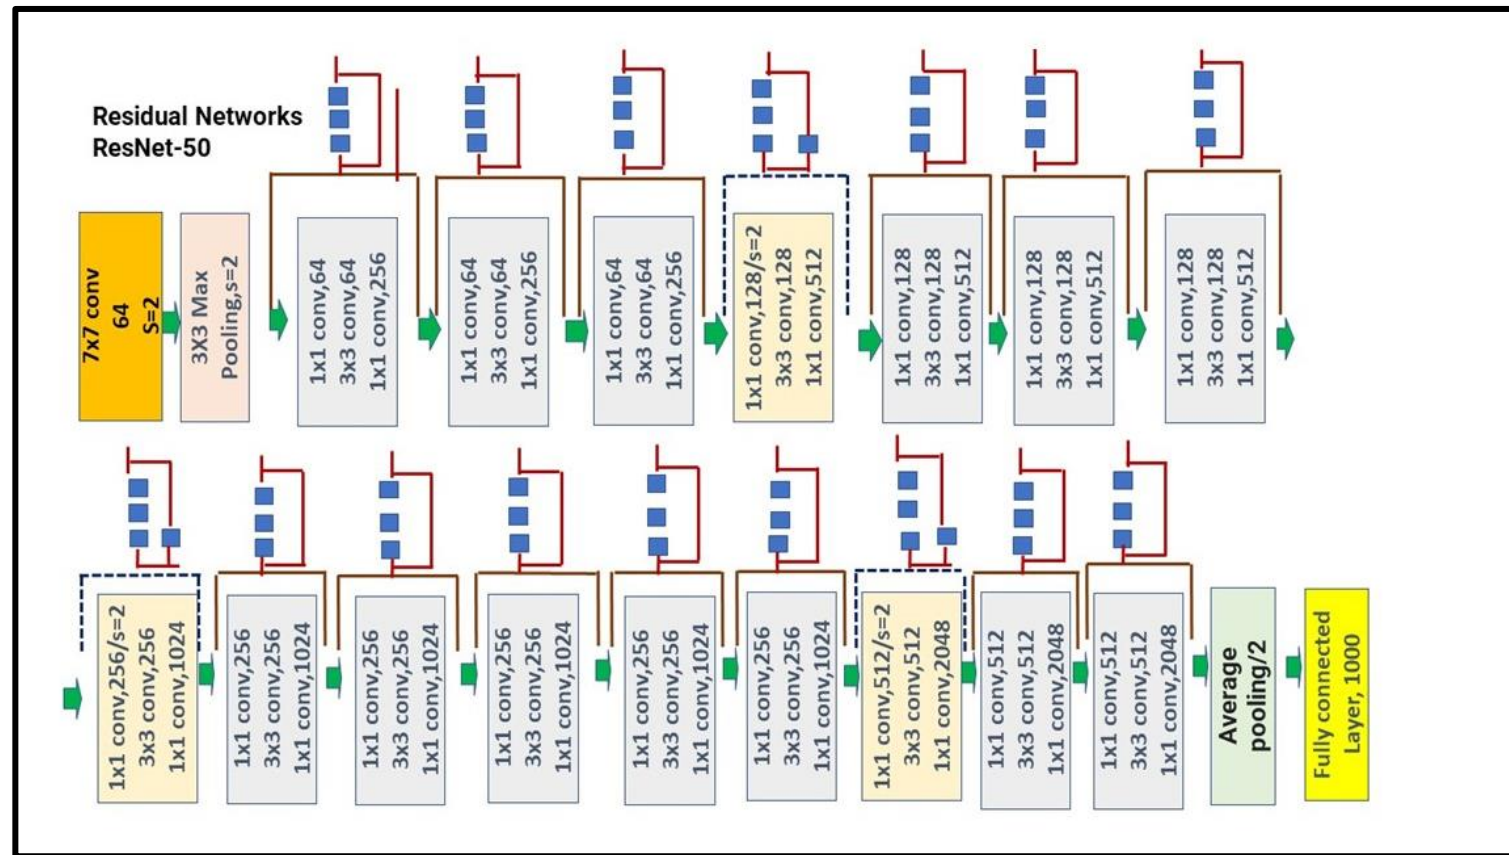 Residual Networks
ResNet-50
7x7 conv
64
S=2
3X3 Max
Pooling,s=2
1x1 conv,64
3x3 conv,64
1x1 conv,256
1x1 conv,64
3x3 conv,64
1x1 conv,256
1x1 conv,64
3x3 conv,64
1x1 conv,256
1x1 conv,128/s=2
3x3 conv,128
1x1 conv,512
1x1 conv,128
3x3 conv,128
1x1 conv,512
1x1 conv,128
3x3 conv,128
1x1 conv,512
1x1 conv,128
3x3 conv,128
1x1 conv,512
1x1 conv,256/s=2
3x3 conv,256
1x1 conv,1024
1x1 conv,256
3x3 conv,256
1x1 conv,1024
1x1 conv,256
3x3 conv,256
1x1 conv,1024
1x1 conv,256
3x3 conv,256
1x1 conv,1024
1x1 conv,256
3x3 conv,256
1x1 conv,1024
1x1 conv,256
3x3 conv,256
1x1 conv,1024
1x1 conv,512/s=2
3x3 conv,512
1x1 conv,2048
1x1 conv,512
3x3 conv,512
1x1 conv,2048
1x1 conv,512
3x3 conv,512
1x1 conv,2048
Average
pooling/2
Fully connected
Layer, 1000